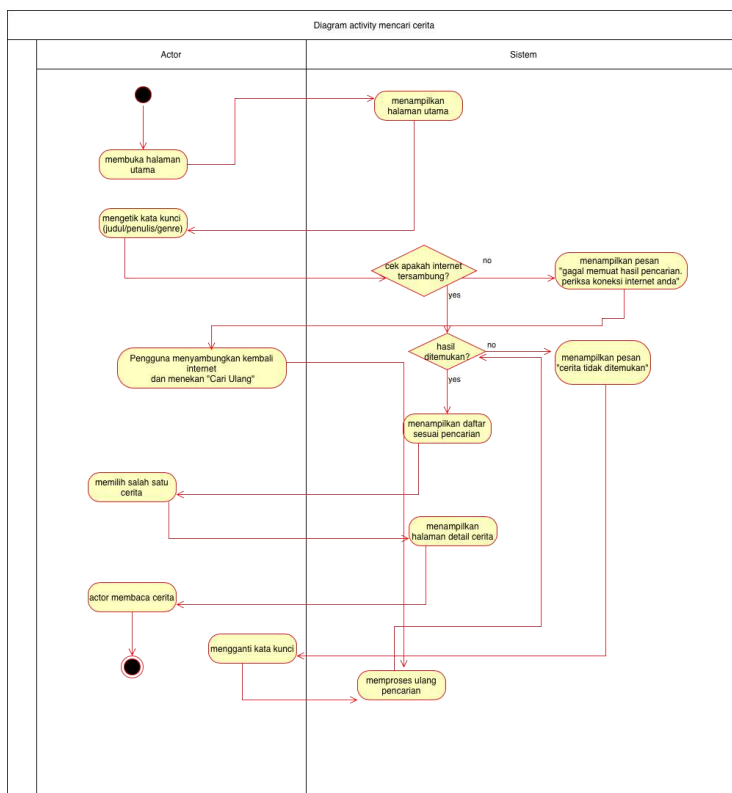 Diagram activity mencari cerita
Actor
Sistem
menampilkan
halaman utama
membuka halaman
utama
mengetik kata kunci
(judul/penulis/genre)
cek apakah internet
tersambung?
no
menampilkan pesan
"gagal memuat hasil pencarian.
periksa koneksi internet anda"
yes
Pengguna menyambungkan kembali
internet
dan menekan "Cari Ulang"
hasil
ditemukan?
no
menampilkan pesan
"cerita tidak ditemukan"
yes
menampilkan daftar
sesuai pencarian
memilih salah satu
cerita
menampilkan
halaman detail cerita
actor membaca cerita
mengganti kata kunci
memproses ulang
pencarian